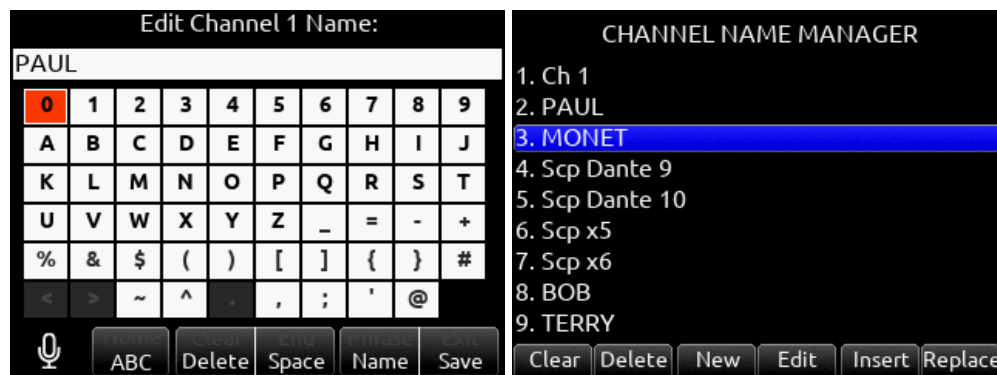 Edit Channel 1 Name:
PAUL
0 1 2 3 4 5 6 7 8 9
A B C D E F G H I J
K L M N O P Q R S T
U V W X Y Z _ = - +
% & $ ( ) [ ] { } #
< > ~ ^ . , ; ' @
Home Clear End Phrase Exit
ABC Delete Space Name Save
CHANNEL NAME MANAGER
1. Ch 1
2. PAUL
3. MONET
4. Scp Dante 9
5. Scp Dante 10
6. Scp x5
7. Scp x6
8. BOB
9. TERRY
Clear Delete New Edit Insert Replace